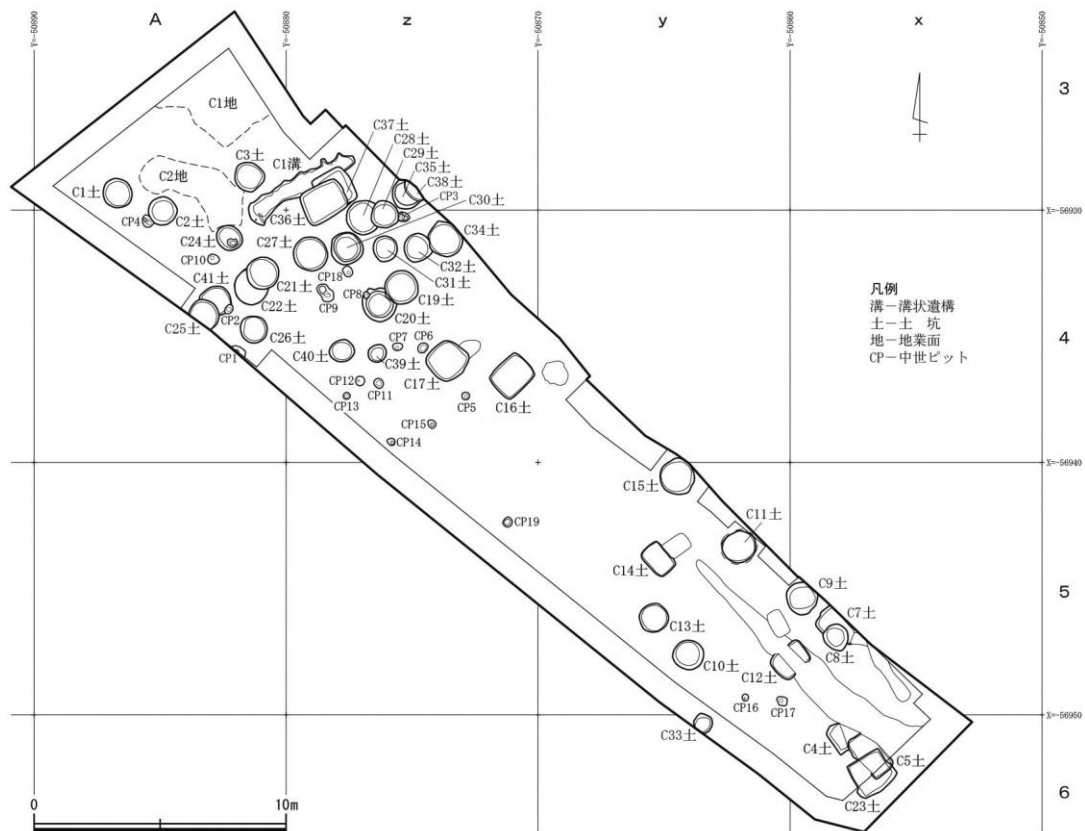 A
z
y
x
Y=-50890
Y=-50880
Y=-50870
Y=-50860
Y=-50850
3
4
5
6
X=-56930
X=-56940
X=-56950
C1地
C2地
C3土
C1溝
C37土
C28土
C29土
C35土
C38土
CP3
C30土
C1土
CP4
C2土
C36土
C34土
C24土
C27土
CP10
C32土
C31土
C41土
C21土
CP18
C22土
CP9
CP8
C19土
C20土
C25土
CP2
C26土
CP1
C40土
CP7
CP6
C39土
C17土
CP12
CP11
CP13
CP5
C16土
CP15
CP14
CP19
C15土
C11土
C14土
C9土
C7土
C8土
C13土
C10土
C12土
CP16
CP17
C33土
C4土
C5土
C23土
凡例
溝-溝状遺構
土-土 坑
地-地業面
CP-中世ピット
0
10m